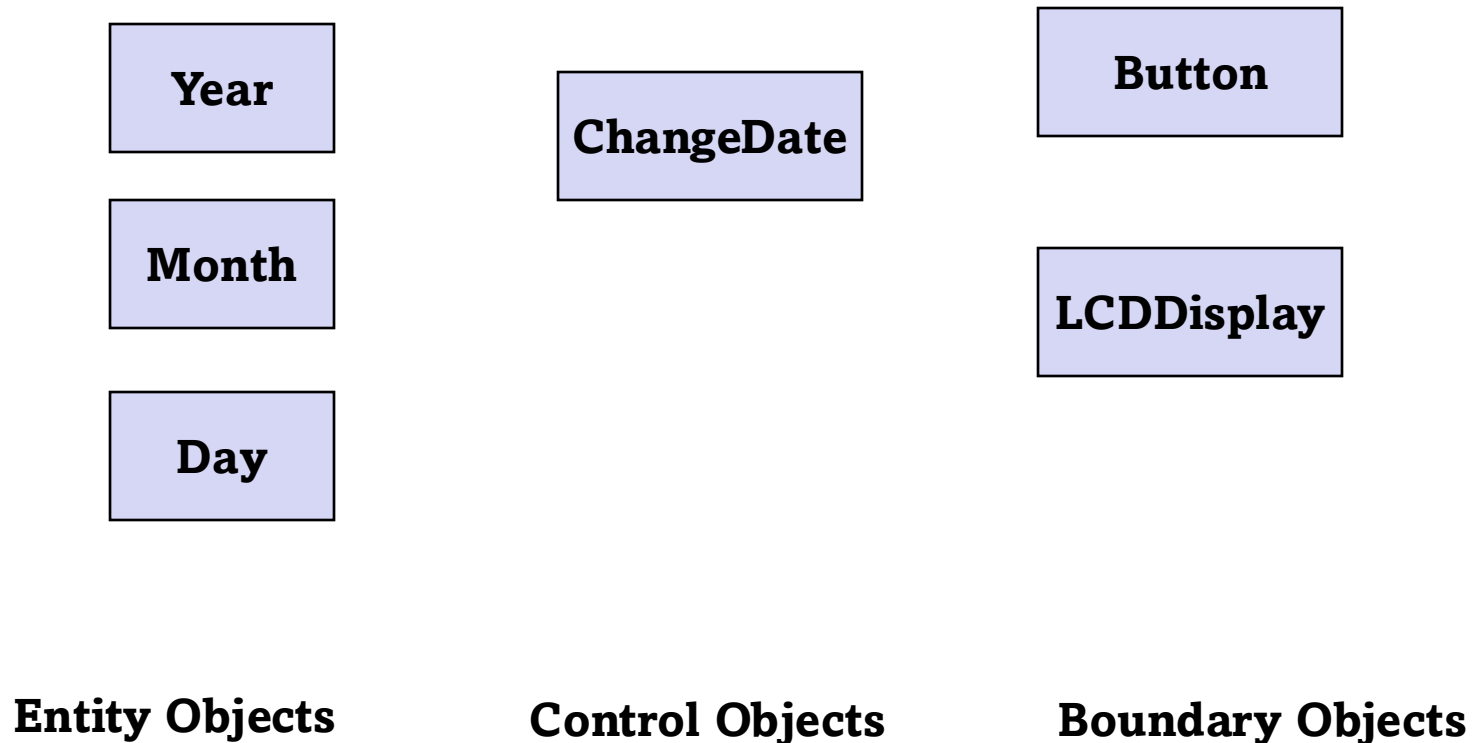 Year
Month
Day
ChangeDate
Button
LCDDisplay
Entity Objects
Control Objects
Boundary Objects